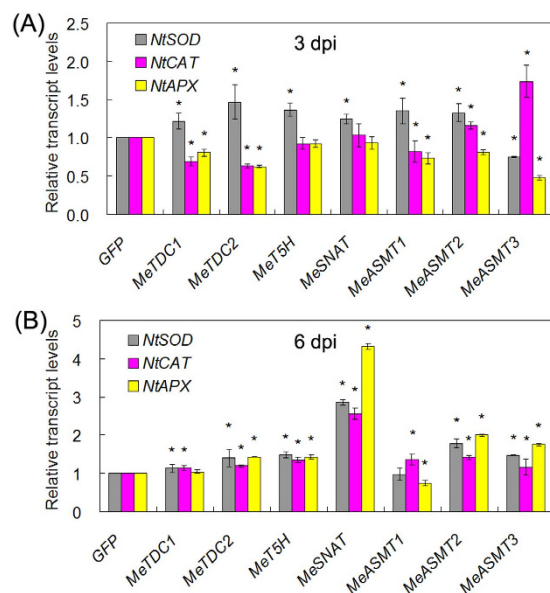 (A)
Relative transcript levels
2.5
2.0
1.5
1.0
0.5
0.0
NtSOD
NtCAT
NtAPX
3 dpi
* * * * * * * * * * * * * * * *
GFP
MeTDC1
MeTDC2
MeT5H
MeSNAT
MeASMT1
MeASMT2
MeASMT3
(B)
Relative transcript levels
5
4
3
2
1
0
NtSOD
NtCAT
NtAPX
6 dpi
* * * * * * * * * * * * * * * * * * *
GFP
MeTDC1
MeTDC2
MeT5H
MeSNAT
MeASMT1
MeASMT2
MeASMT3